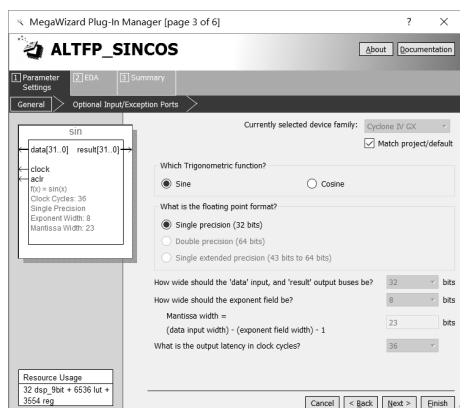 MegaWizard Plug-In Manager [page 3 of 6]
ALTFP_SINCOS
About
Documentation
1 Parameter Settings
2 EDA
3 Summary
General
Optional Input/Exception Ports
sin
data[31..0] result[31..0]
clock
aclr
f(x) = sin(x)
Clock Cycles: 36
Single Precision
Exponent Width: 8
Mantissa Width: 23
Resource Usage
32 dsp_9bit + 6536 lut +
3554 reg
Currently selected device family: Cyclone IV GX
Match project/default
Which Trigonometric function?
Sine Cosine
What is the floating point format?
Single precision (32 bits)
Double precision (64 bits)
Single extended precision (43 bits to 64 bits)
How wide should the 'data' input, and 'result' output buses be? 32 bits
How wide should the exponent field be? 8 bits
Mantissa width =
(data input width) - (exponent field width) - 1 23 bits
What is the output latency in clock cycles? 36
Cancel < Back Next > Finish